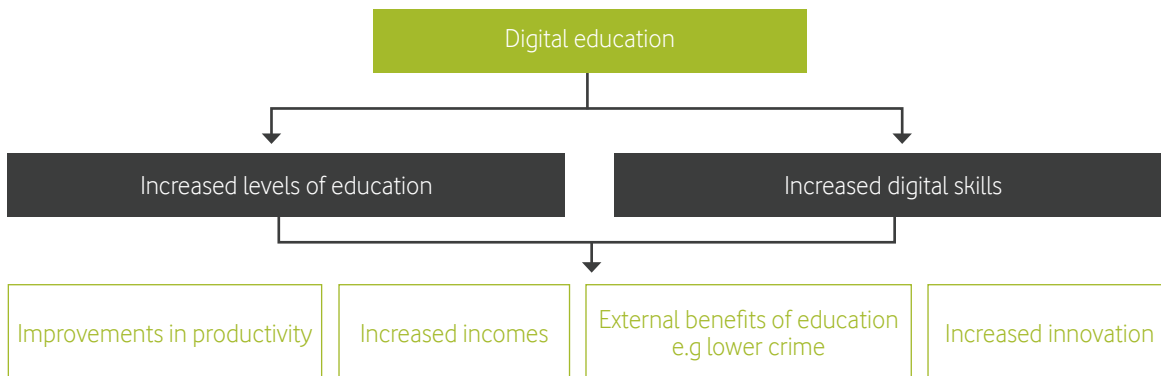 Digital education
Increased levels of education
Increased digital skills
Improvements in productivity
Increased incomes
External benefits of education
e.g lower crime
Increased innovation